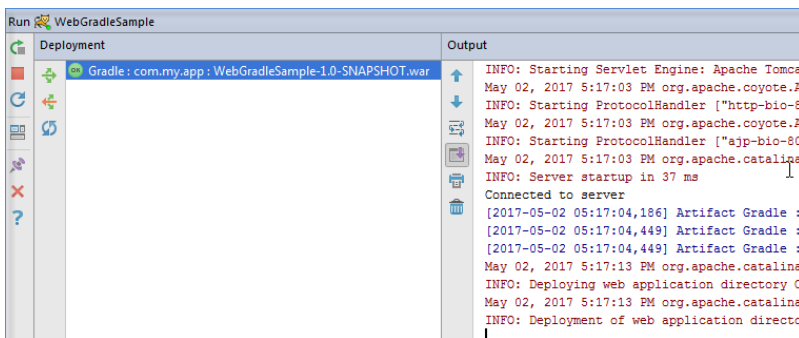 Run WebGradleSample
Deployment
Output
OK Gradle : com.my.app : WebGradleSample-1.0-SNAPSHOT.war
INFO: Starting Servlet Engine: Apache Tomca
May 02, 2017 5:17:03 PM org.apache.coyote.A
INFO: Starting ProtocolHandler ["http-bio-8
May 02, 2017 5:17:03 PM org.apache.coyote.A
INFO: Starting ProtocolHandler ["ajp-bio-80
May 02, 2017 5:17:03 PM org.apache.catalina
INFO: Server startup in 37 ms
Connected to server
[2017-05-02 05:17:04,186] Artifact Gradle :
[2017-05-02 05:17:04,449] Artifact Gradle :
[2017-05-02 05:17:04,449] Artifact Gradle :
May 02, 2017 5:17:13 PM org.apache.catalina
INFO: Deploying web application directory C
May 02, 2017 5:17:13 PM org.apache.catalina
INFO: Deployment of web application directo